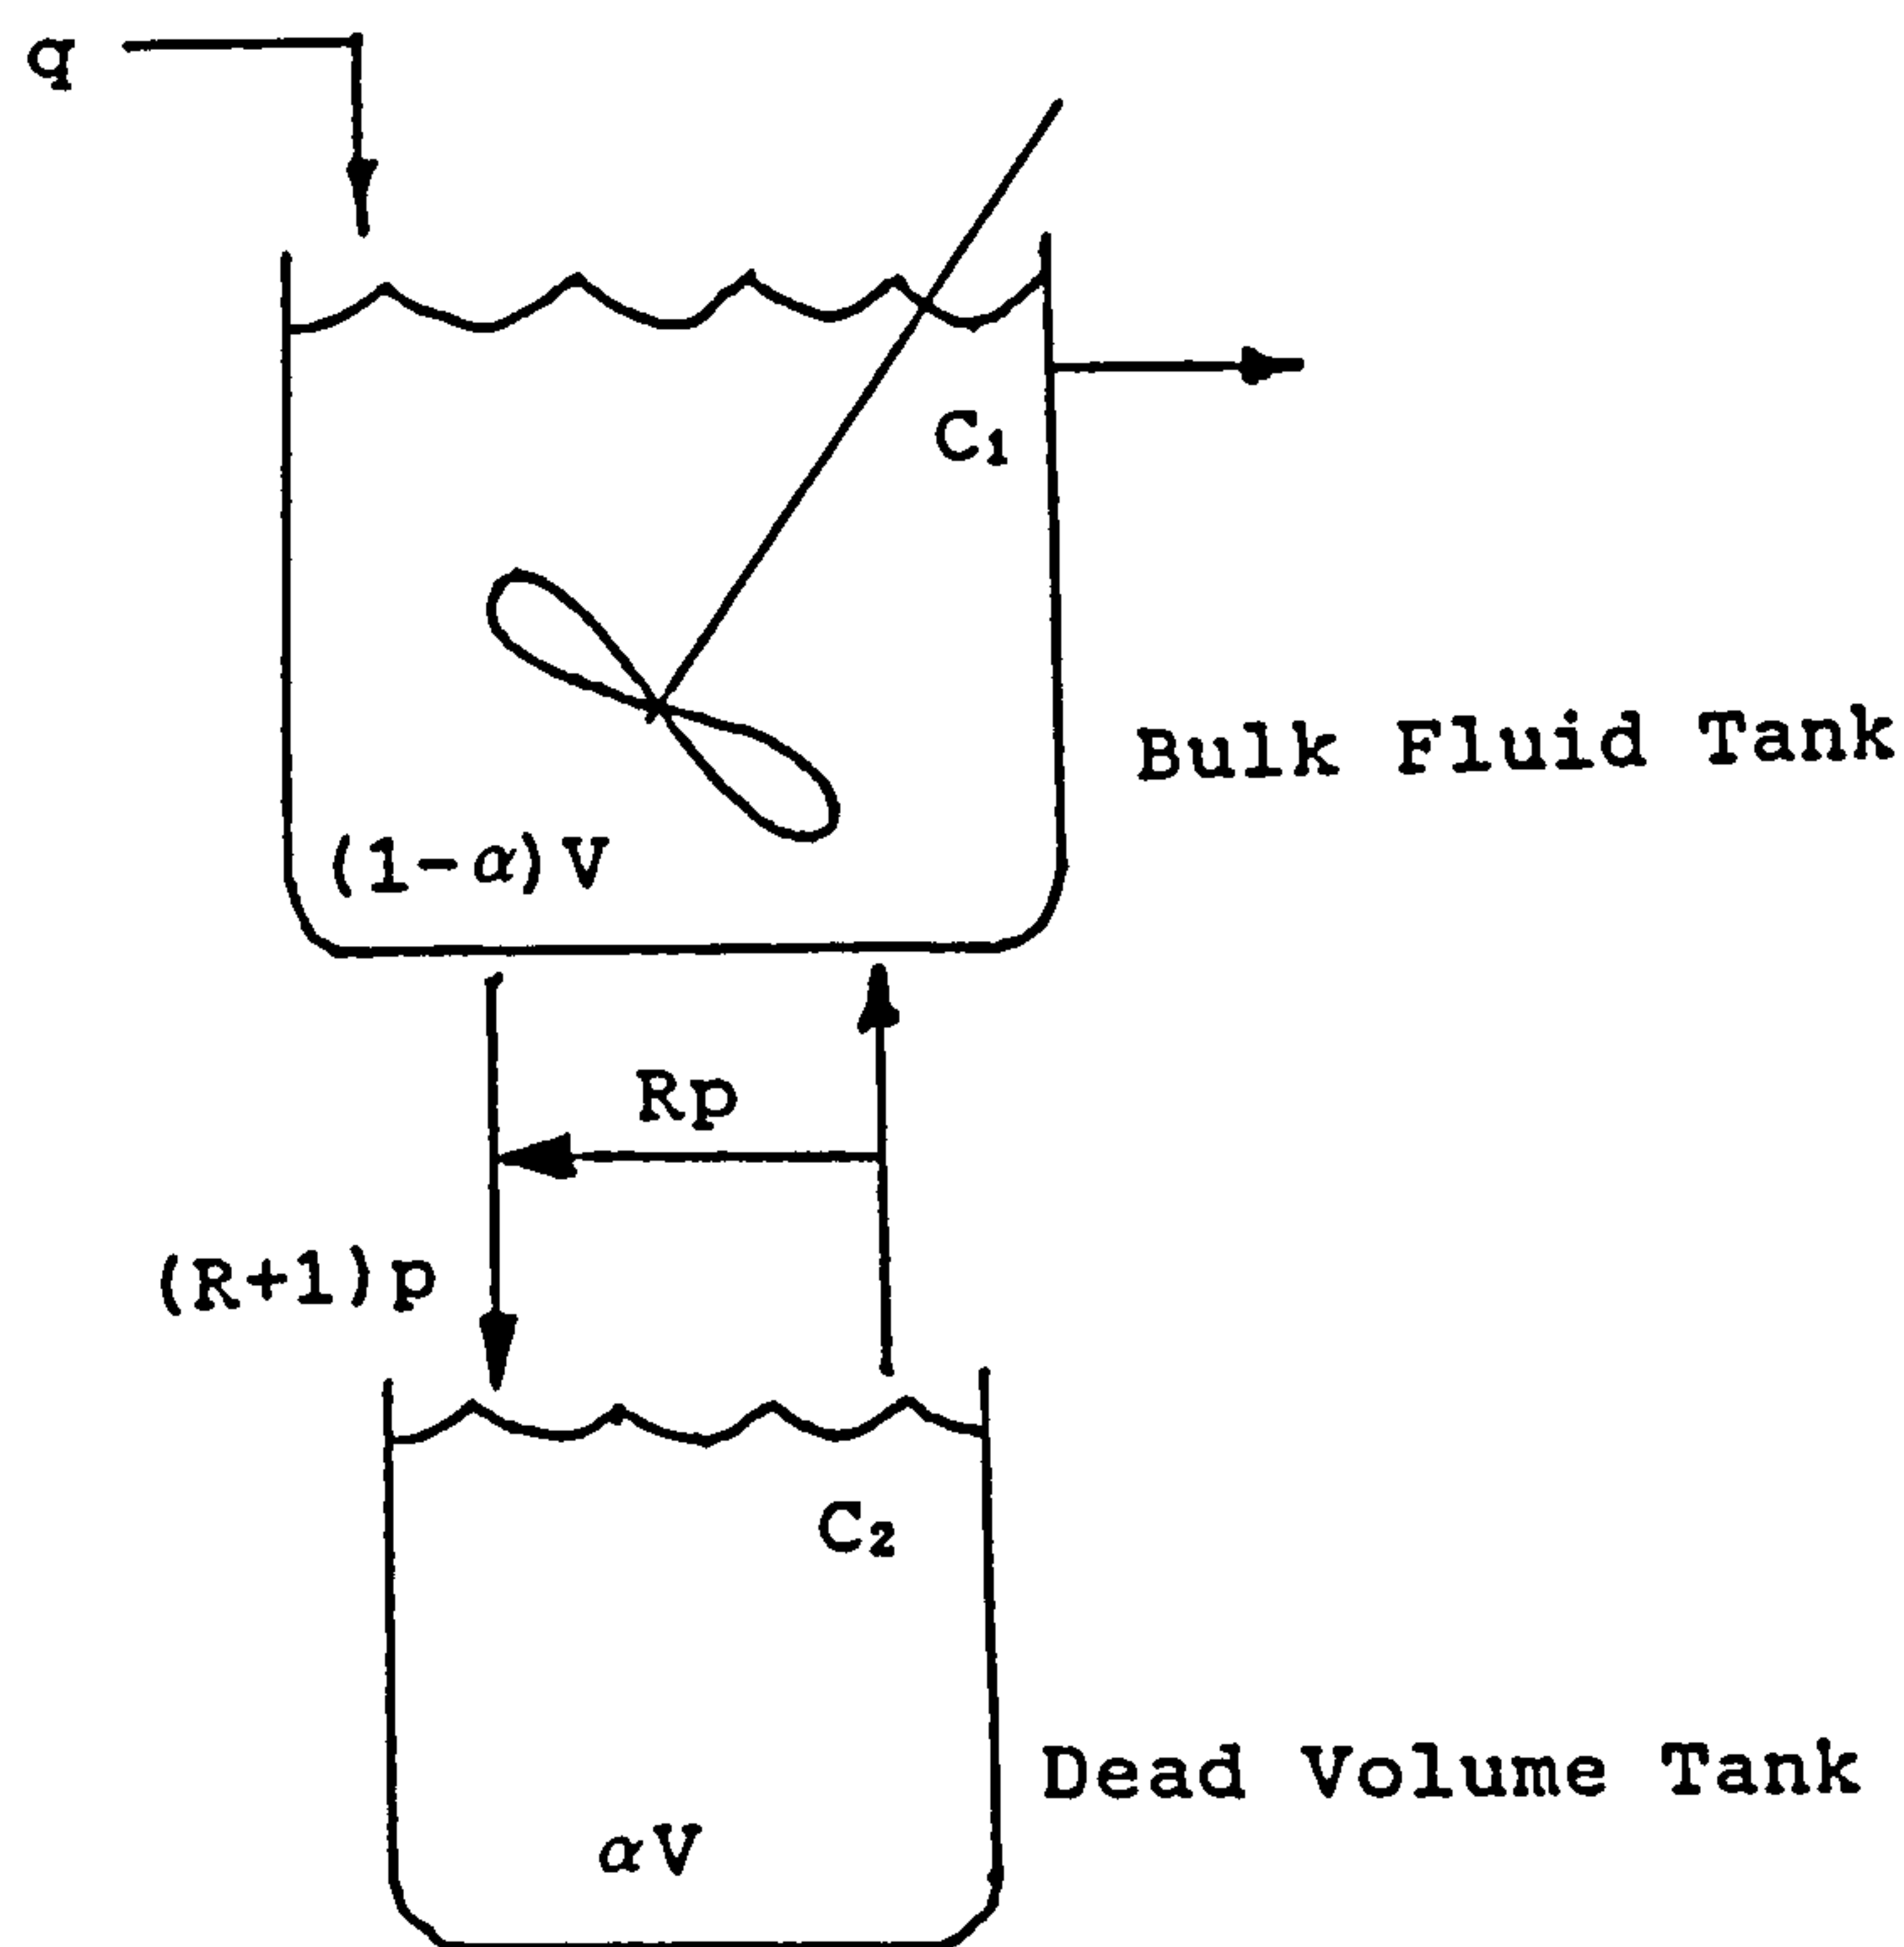 q
C₁
Bulk Fluid Tank
(1-α)V
Rp
(R+1)p
C₂
Dead Volume Tank
αV